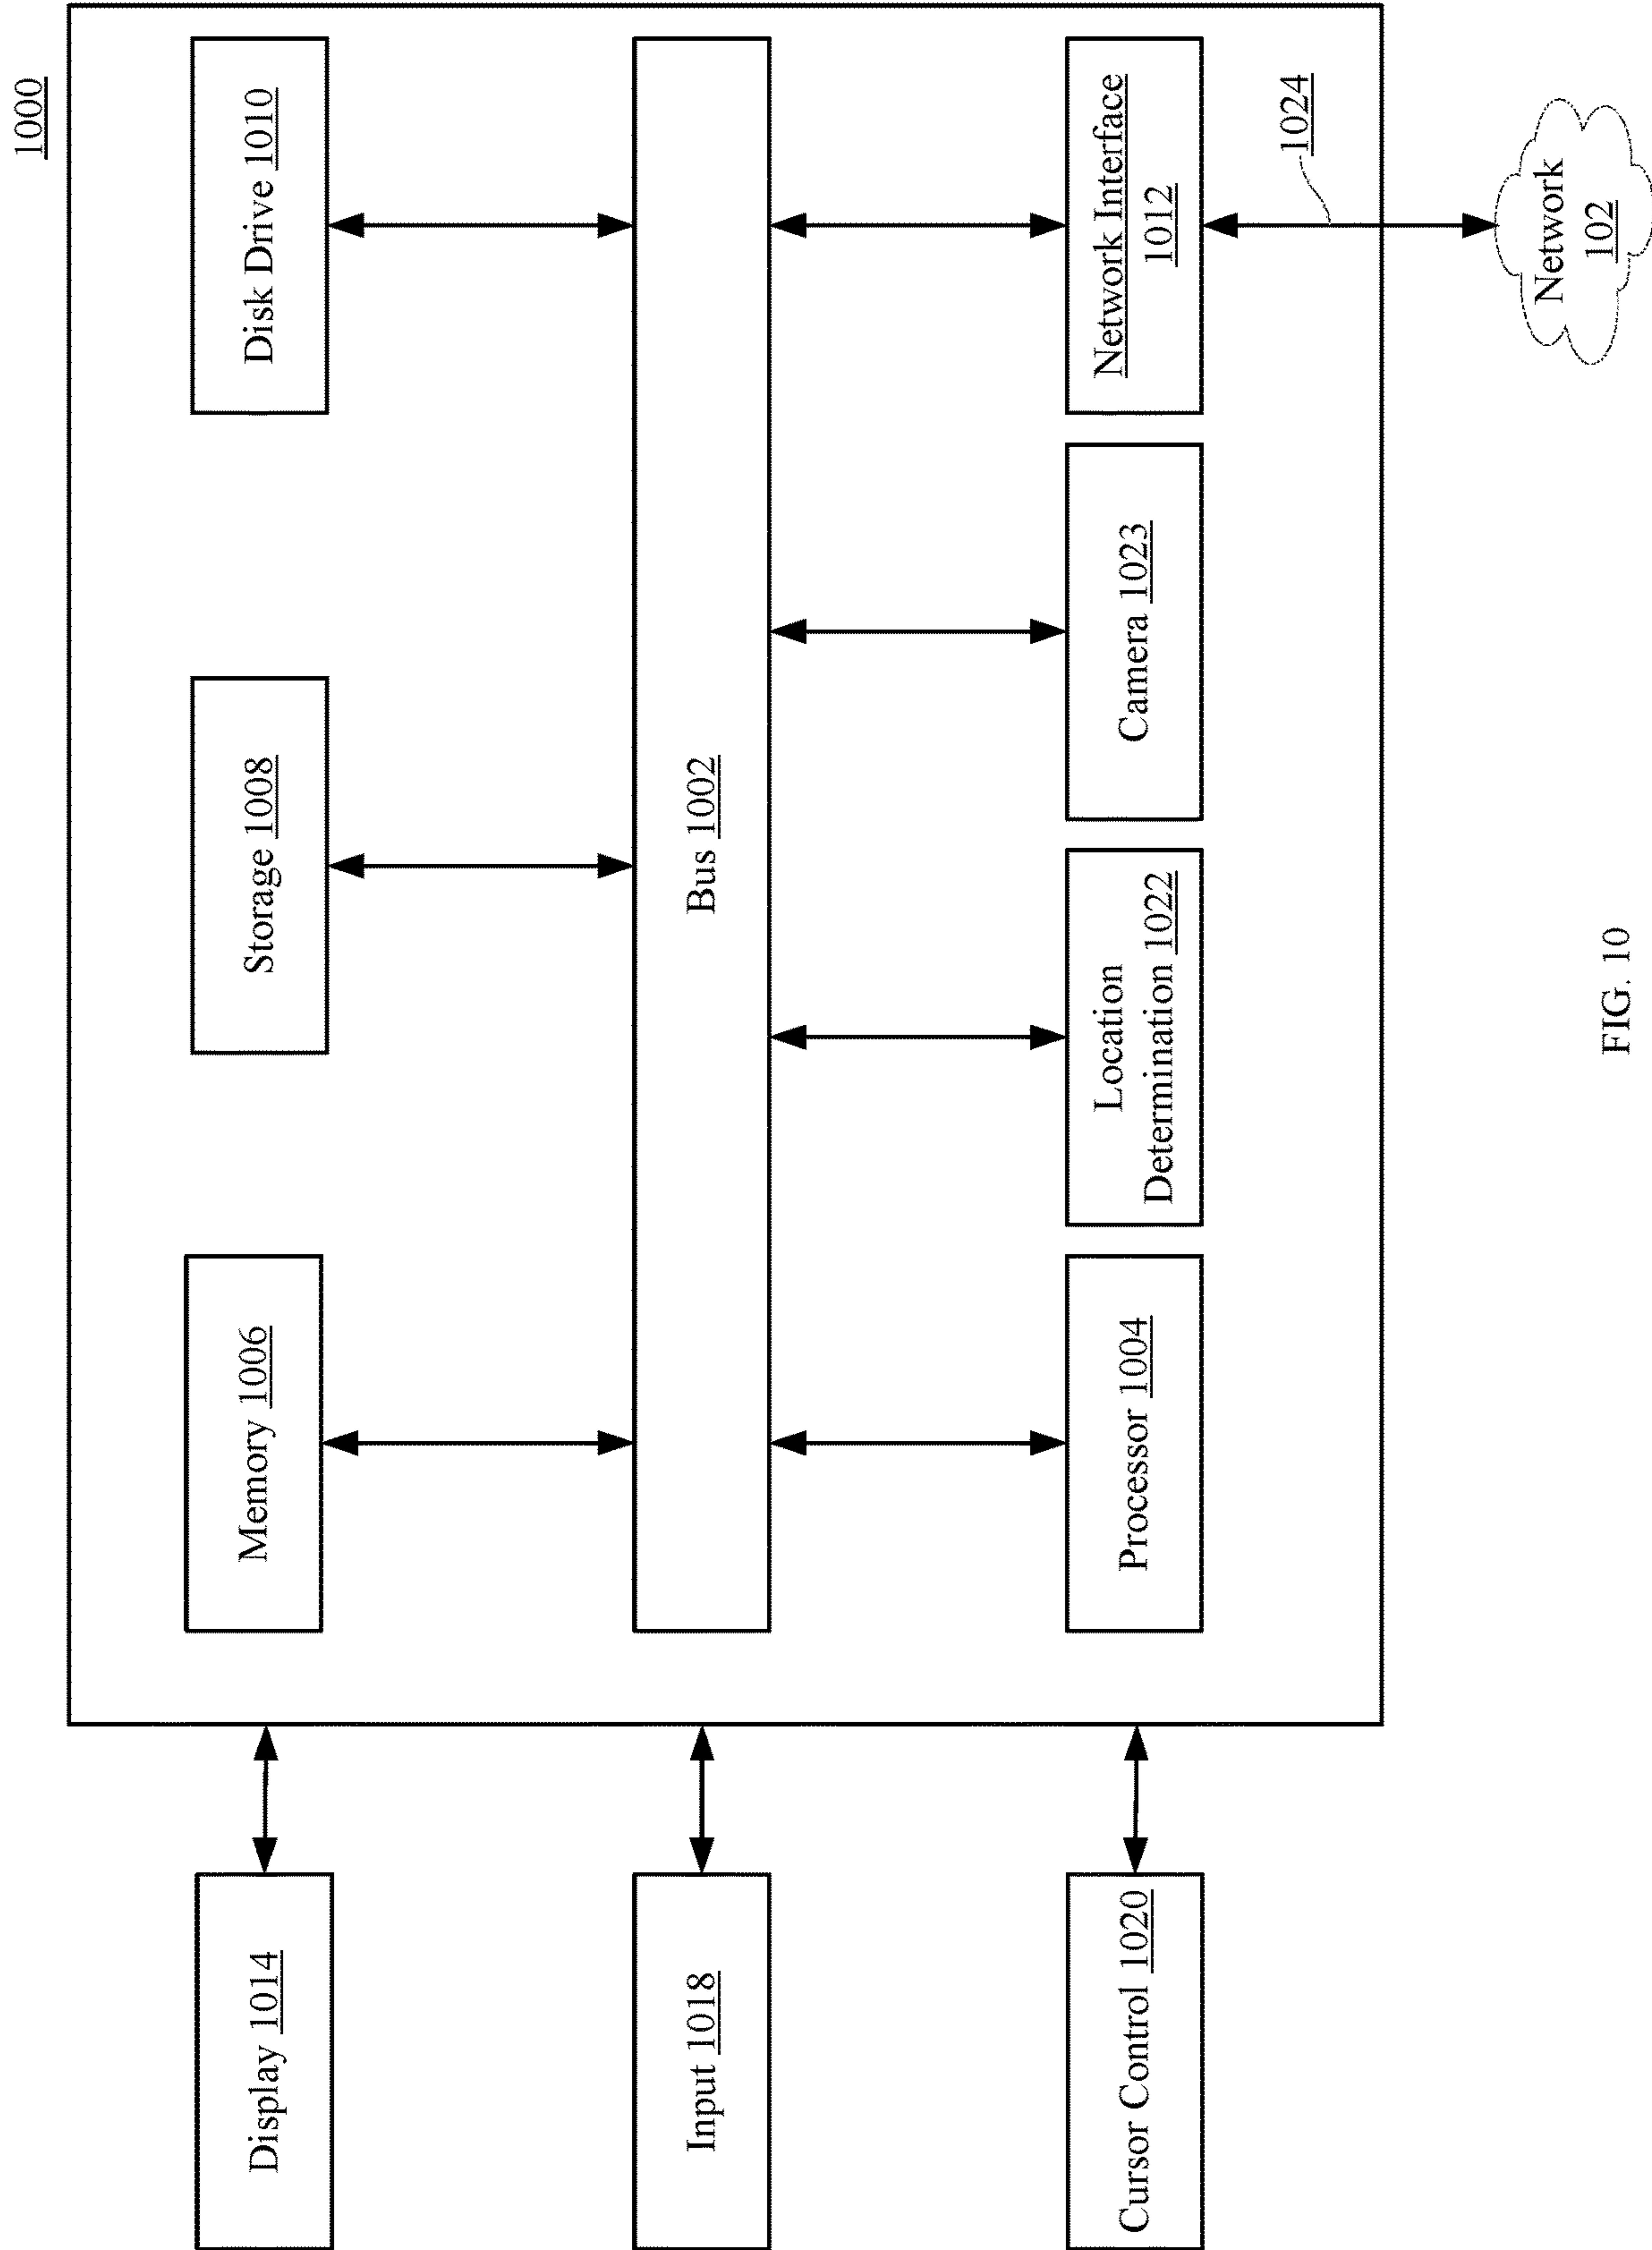 1000
Memory 1006
Storage 1008
Disk Drive 1010
Display 1014
Bus 1002
Input 1018
Processor 1004
Location
Determination 1022
Camera 1023
Network Interface
1012
Cursor Control 1020
1024
Network
102
FIG. 10